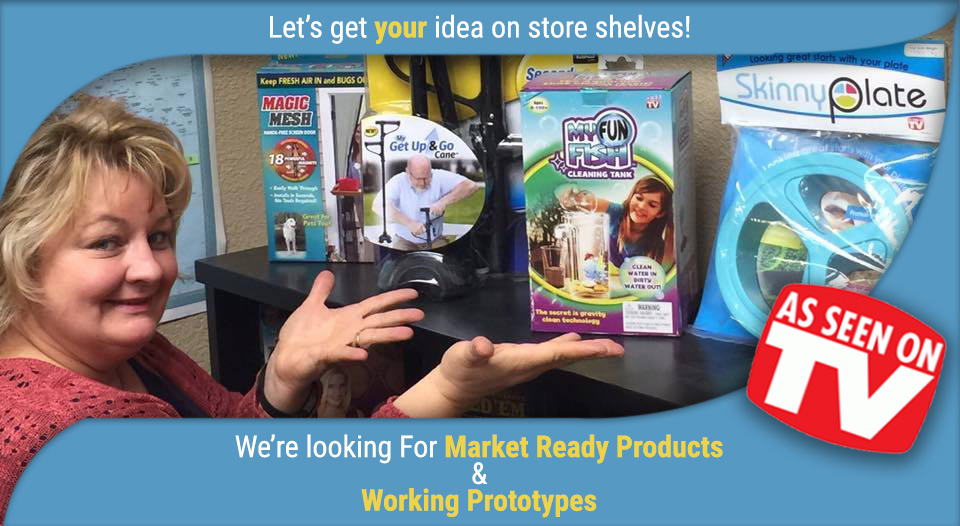 Let's get your idea on store shelves!
Keep FRESH AIR IN and BUGS O
MAGIC
MESH
HANDS-FREE SCREEN DOOR
18 POWERFUL
MAGNETS
• Easily Walk Through
• Installs in Seconds,
No Tools Required!
Great for
Pets Too!
NEW!
My
Get Up & Go
Cane
Second
Ages
MY FUN
FISH
CLEANING TANK
CLEAN
WATER IN
DIRTY
WATER OUT!
The secret is gravity
clean technology
WARNING
Looking great starts with your plate
SkinnyPlate
AS SEEN ON
TV
We're looking For Market Ready Products
&
Working Prototypes